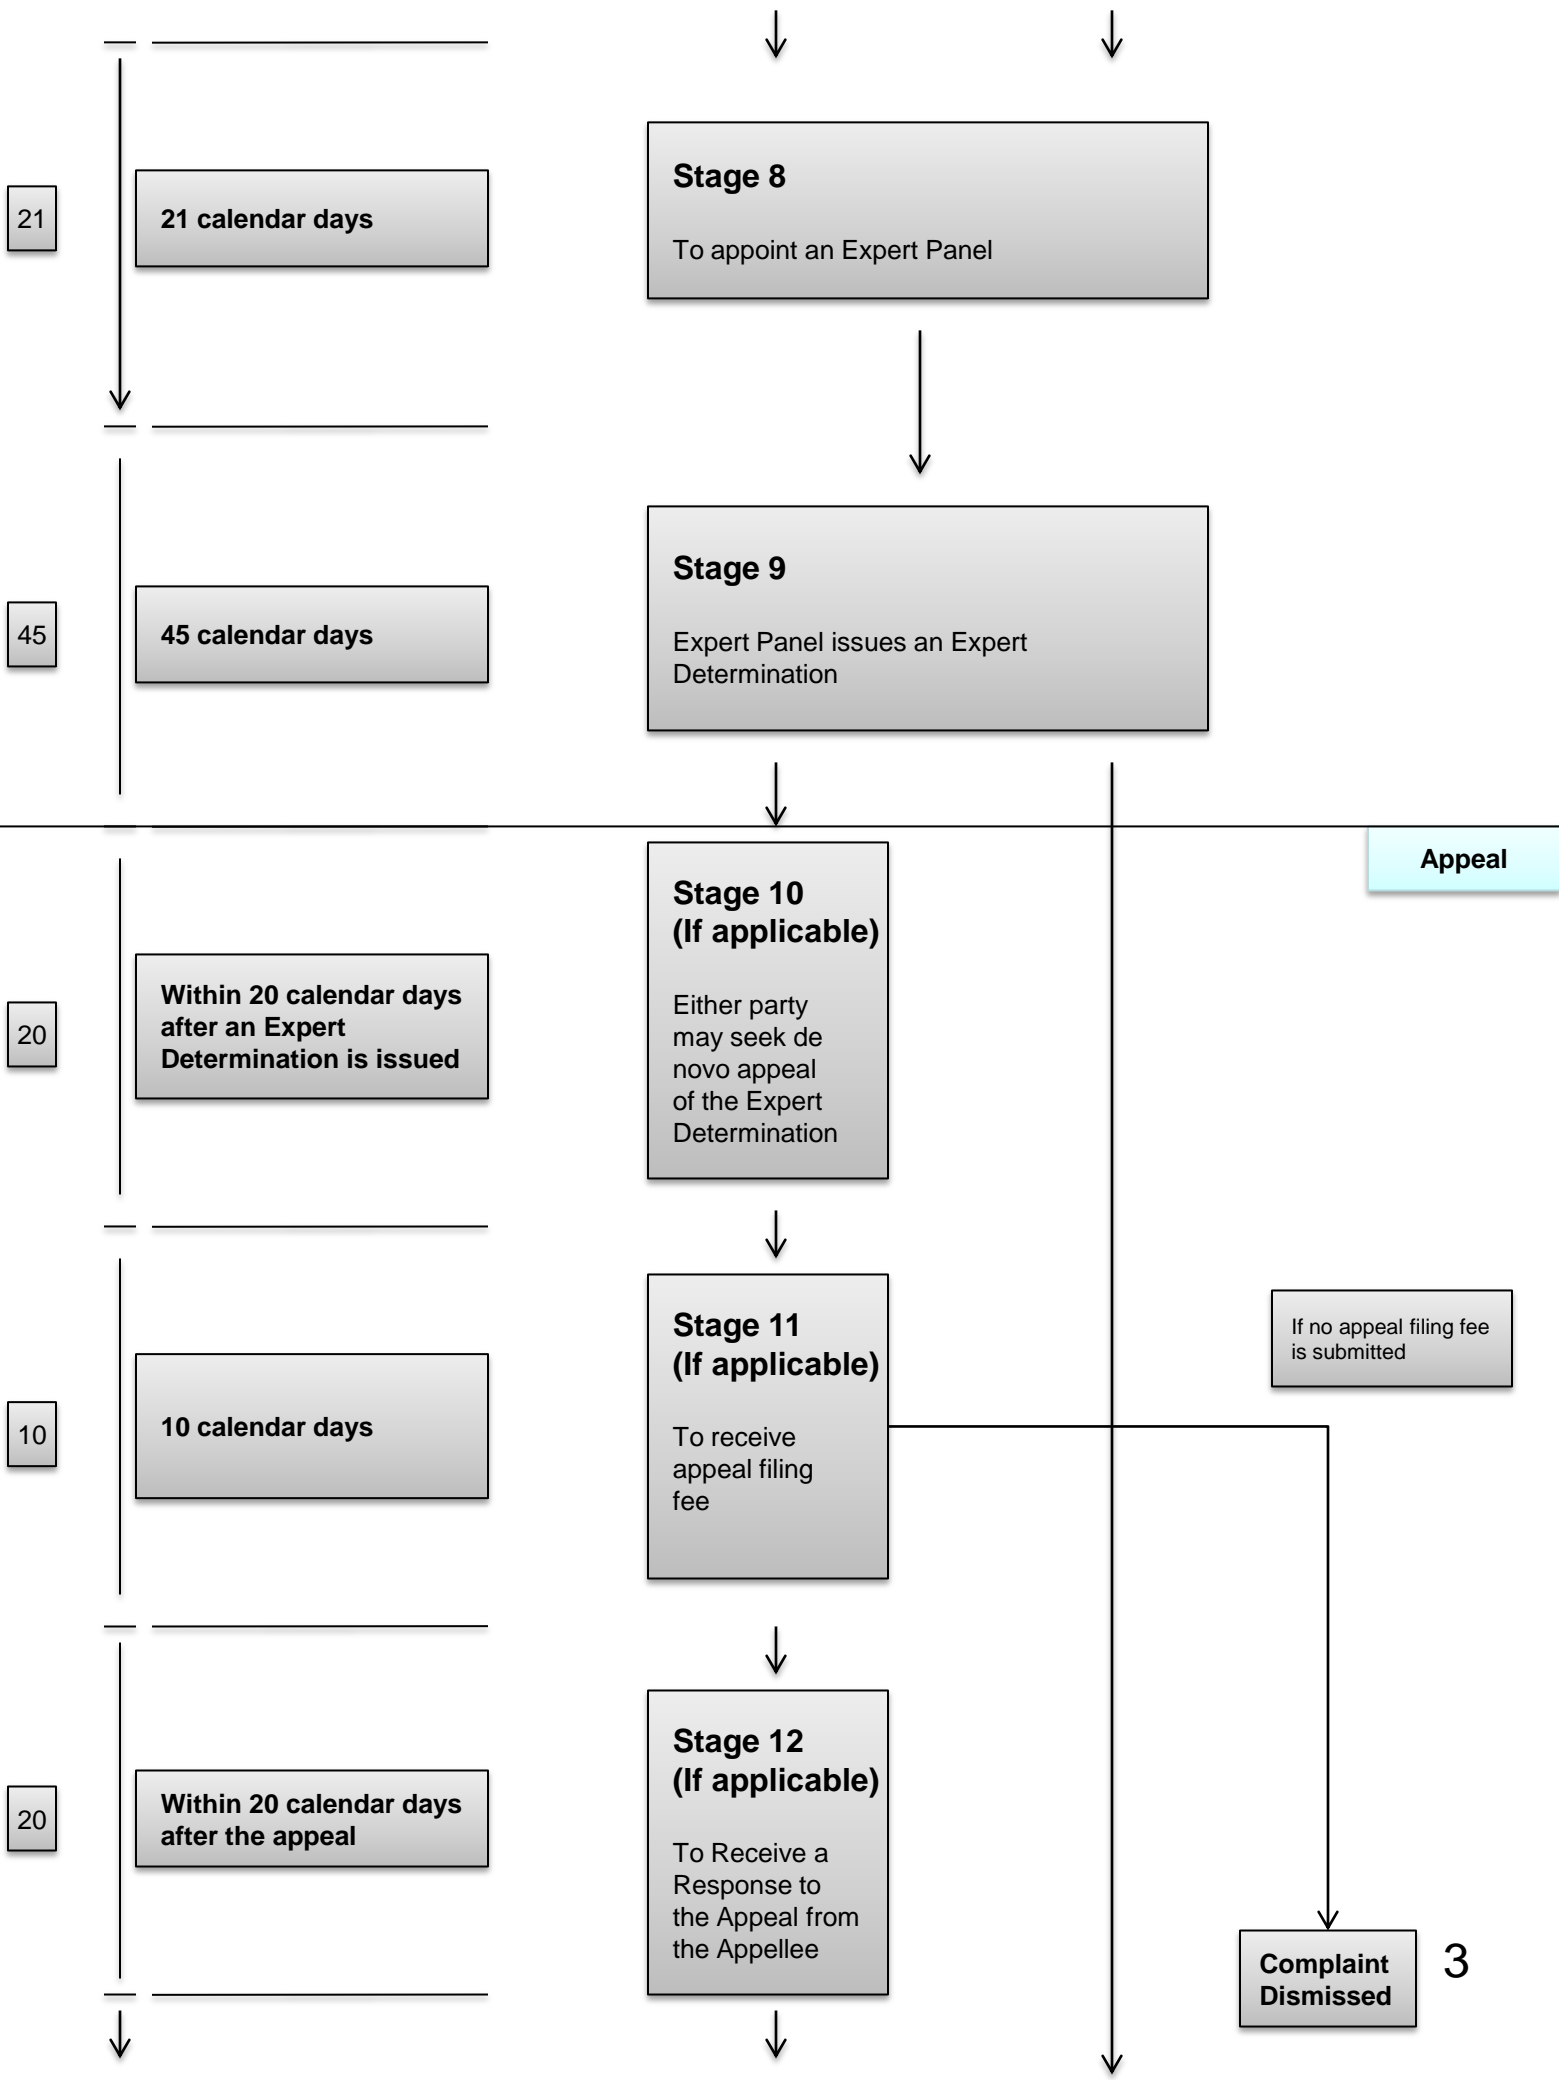 21
21 calendar days
Stage 8
To appoint an Expert Panel
45
45 calendar days
Stage 9
Expert Panel issues an Expert
Determination
Appeal
20
Within 20 calendar days
after an Expert
Determination is issued
Stage 10
(If applicable)
Either party
may seek de
novo appeal
of the Expert
Determination
10
10 calendar days
Stage 11
(If applicable)
To receive
appeal filing
fee
If no appeal filing fee
is submitted
20
Within 20 calendar days
after the appeal
Stage 12
(If applicable)
To Receive a
Response to
the Appeal from
the Appellee
Complaint
Dismissed
3